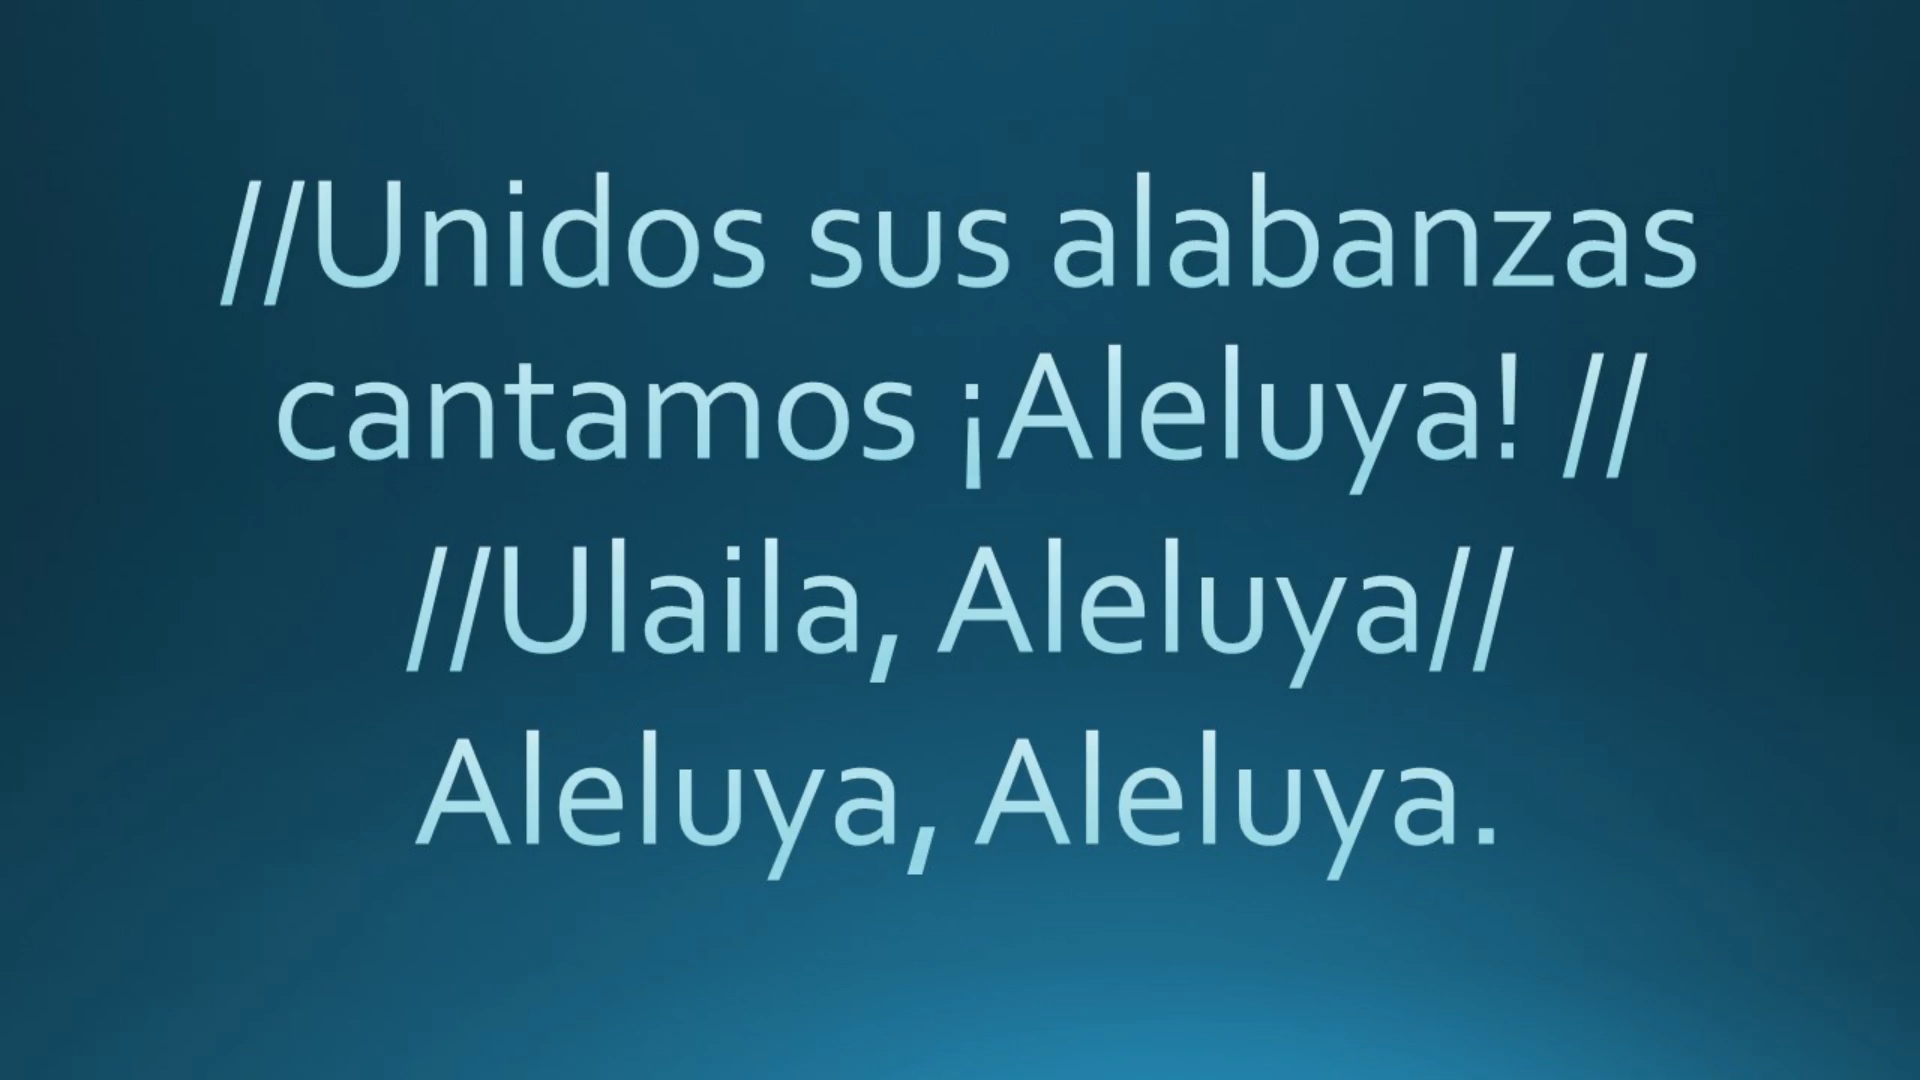 //Unidos sus alabanzas
cantamos ¡Aleluya! //
//Ulaila, Aleluya//
Aleluya, Aleluya.